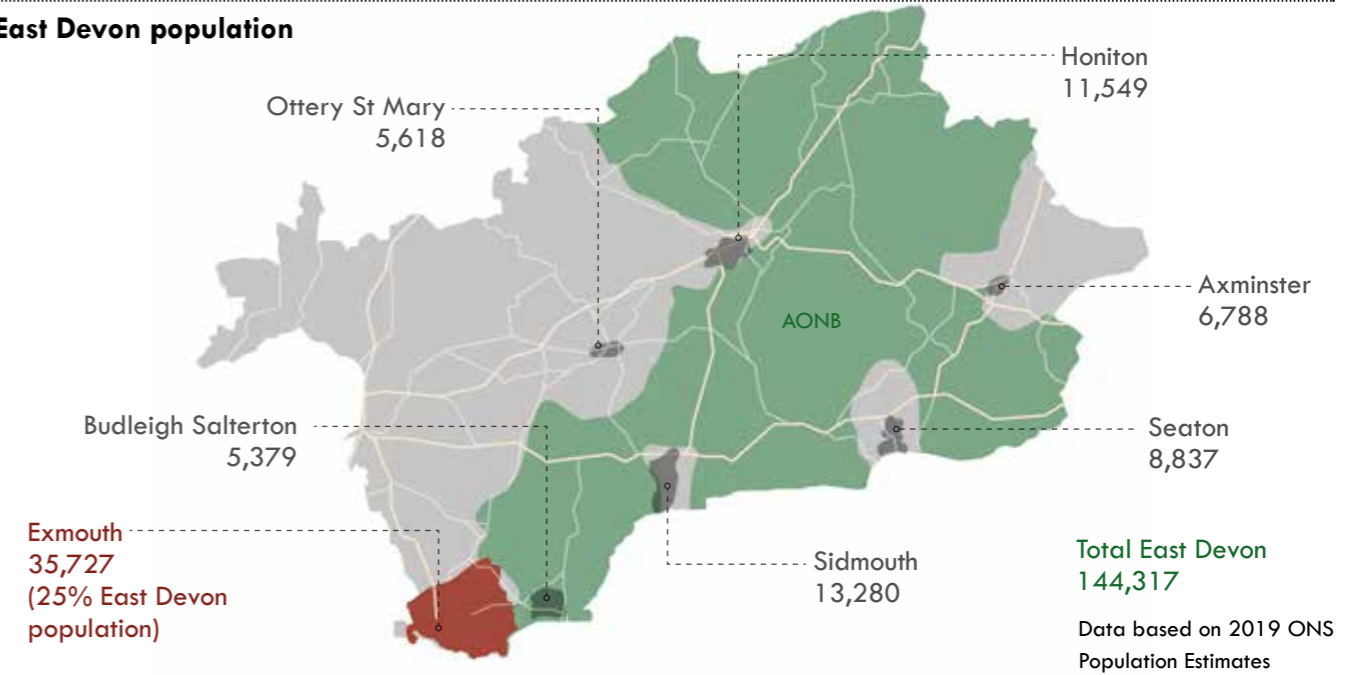 East Devon population
Honiton
11,549
Ottery St Mary
5,618
Axminster
6,788
AONB
Budleigh Salterton
5,379
Seaton
8,837
Exmouth
35,727
(25% East Devon
population)
Sidmouth
13,280
Total East Devon
144,317
Data based on 2019 ONS
Population Estimates